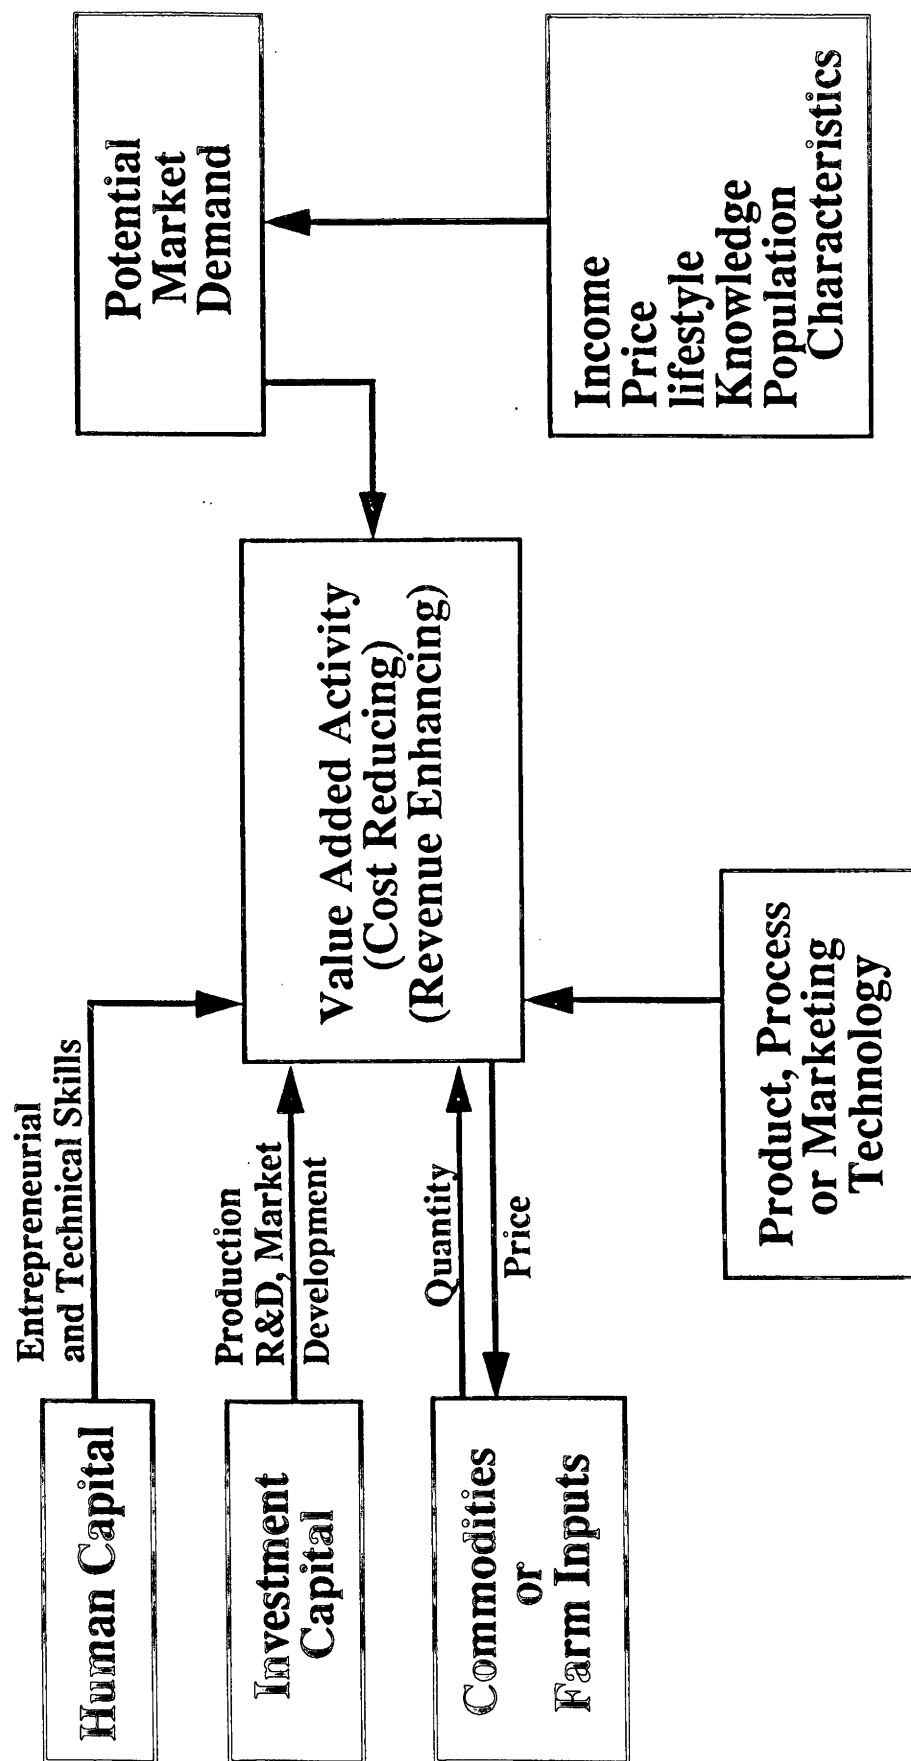 Entrepreneurial
and Technical Skills
Human Capital
Production
R&D, Market
Development
Investment
Capital
Quantity
Price
Commodities
or
Farm Inputs
Value Added Activity
(Cost Reducing)
(Revenue Enhancing)
Product, Process
or Marketing
Technology
Potential
Market
Demand
Income
Price
lifestyle
Knowledge
Population
Characteristics